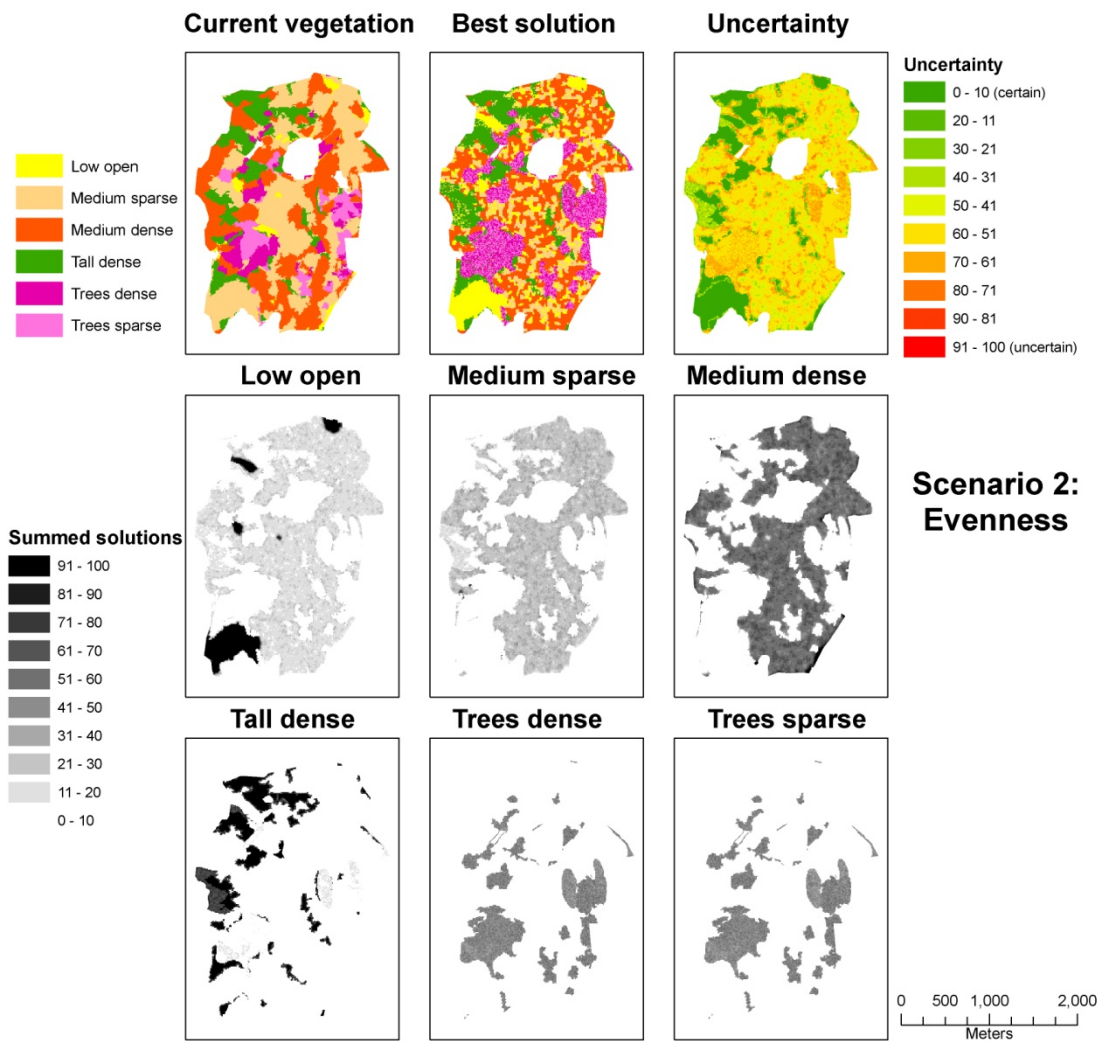 Current vegetation
Best solution
Uncertainty
Low open
Medium sparse
Medium dense
Tall dense
Trees dense
Trees sparse
Uncertainty
0 - 10 (certain)
20 - 11
30 - 21
40 - 31
50 - 41
60 - 51
70 - 61
80 - 71
90 - 81
91 - 100 (uncertain)
Low open
Medium sparse
Medium dense
Scenario 2:
Evenness
Summed solutions
91 - 100
81 - 90
71 - 80
61 - 70
51 - 60
41 - 50
31 - 40
21 - 30
11 - 20
0 - 10
Tall dense
Trees dense
Trees sparse
0 500 1,000 2,000
Meters